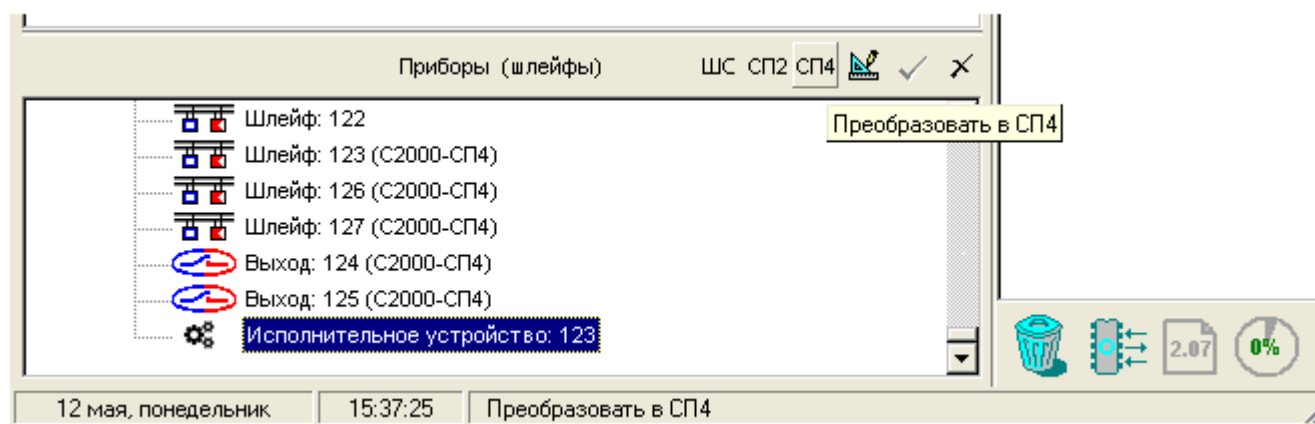 Приборы (шлейфы) ШС СП2 СП4
Преобразовать в СП4
Шлейф: 122
Шлейф: 123 (С2000-СП4)
Шлейф: 126 (С2000-СП4)
Шлейф: 127 (С2000-СП4)
Выход: 124 (С2000-СП4)
Выход: 125 (С2000-СП4)
Исполнительное устройство: 123
2.07 0%
12 мая, понедельник 15:37:25 Преобразовать в СП4